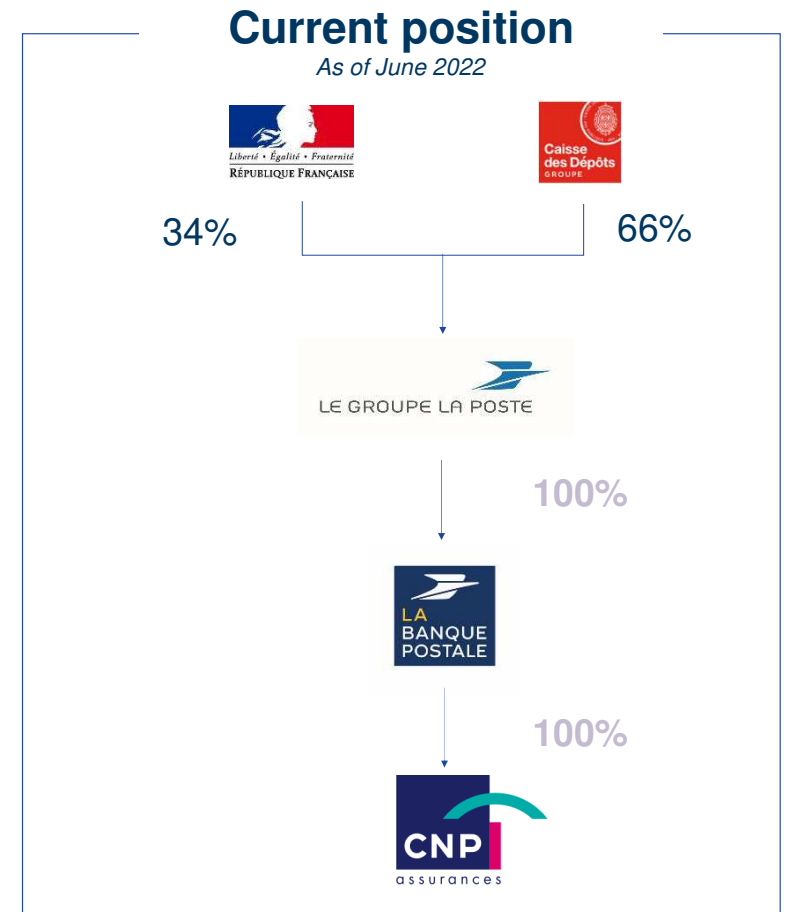 Current position
As of June 2022
Liberté • Égalité • Fraternité
RÉPUBLIQUE FRANÇAISE
Caisse
des Dépôts
GROUPE
34%
66%
LE GROUPE LA POSTE
100%
LA
BANQUE
POSTALE
100%
CNP
assurances